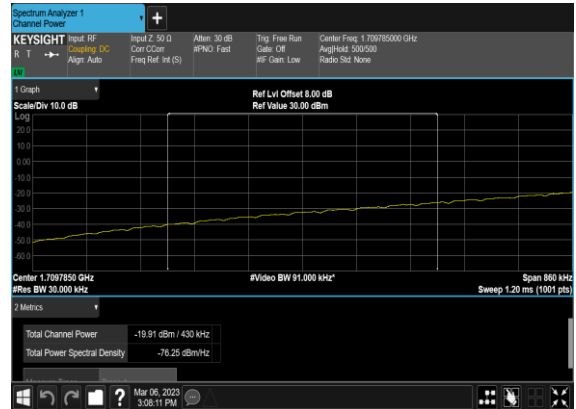 Spectrum Analyzer 1
Channel Power
KEYSIGHT Input: RF Input Z: 50 Ω Atten: 30 dB Trig: Free Run Center Freq: 1.709785000 GHz
R T Coupling: DC Corr CCorr #PNO: Fast Gate: Off Avg|Hold: 500/500
Align: Auto Freq Ref: Int (S) #IF Gain: Low Radio Std: None
1 Graph
Ref Lvl Offset 8.00 dB
Scale/Div 10.0 dB Ref Value 30.00 dBm
Log
20.0
10.0
0.00
-10.0
-20.0
-30.0
-40.0
-50.0
-60.0
Center 1.7097850 GHz #Video BW 91.000 kHz* Span 860 kHz
#Res BW 30.000 kHz Sweep 1.20 ms (1001 pts)
2 Metrics
Total Channel Power -19.91 dBm / 430 kHz
Total Power Spectral Density -76.25 dBm/Hz
? Mar 06, 2023
3:08:11 PM